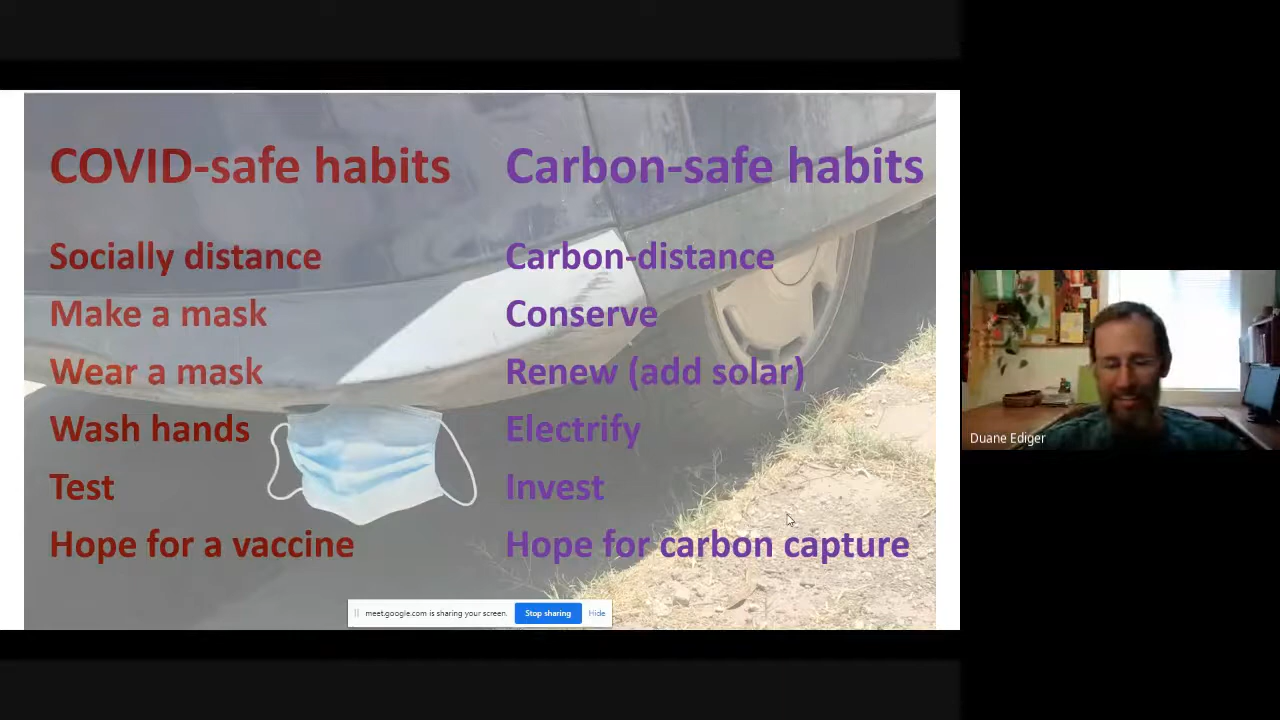 COVID-safe habits
Socially distance
Make a mask
Wear a mask
Wash hands
Test
Hope for a vaccine
Carbon-safe habits
Carbon-distance
Conserve
Renew (add solar)
Electrify
Invest
Hope for carbon capture
meet.google.com is sharing your screen. Stop sharing Hide
Duane Ediger